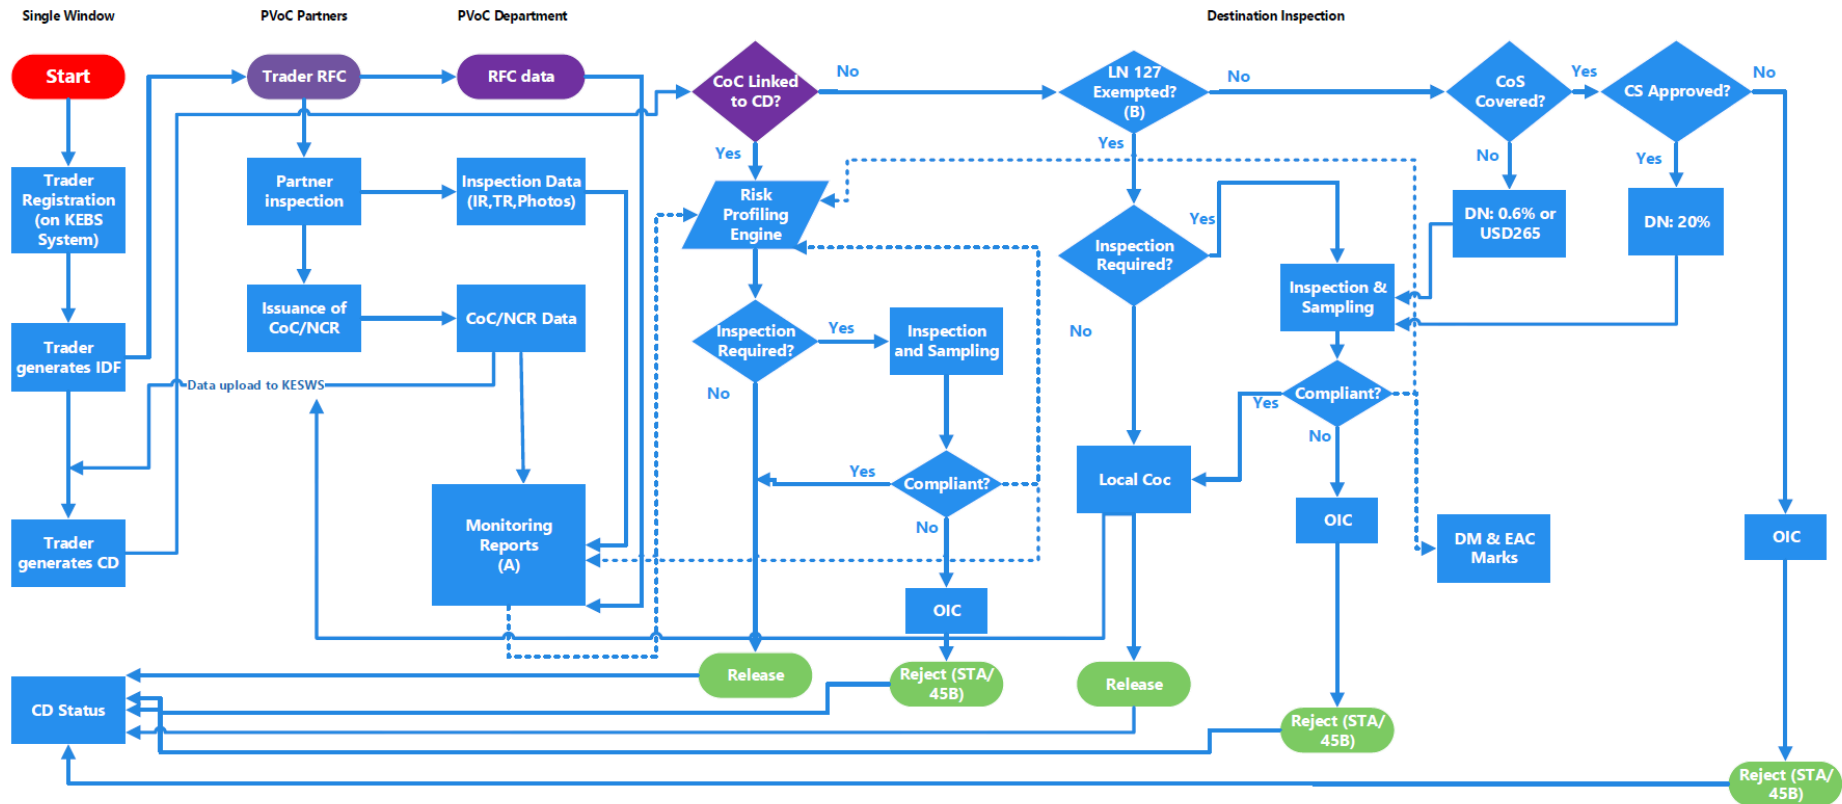 Single Window
PVoC Partners
PVoC Department
Destination Inspection
Start
Trader RFC
RFC data
CoC Linked
to CD?
No
LN 127
Exempted?
(B)
No
CoS
Covered?
Yes
CS Approved?
No
Yes
Yes
No
Yes
Trader
Registration
(on KEBS
System)
Partner
inspection
Inspection Data
(IR,TR,Photos)
Risk
Profiling
Engine
Yes
DN: 0.6% or
USD265
DN: 20%
Inspection
Required?
Inspection &
Sampling
Issuance of
CoC/NCR
CoC/NCR Data
Trader
generates IDF
Inspection
Required?
Yes
Inspection
and Sampling
No
Data upload to KESWS
No
Compliant?
Yes
No
Yes
Compliant?
Local Coc
No
Monitoring
Reports
(A)
OIC
Trader
generates CD
DM & EAC
Marks
OIC
OIC
Release
Reject (STA/
45B)
Release
CD Status
Reject (STA/
45B)
Reject (STA/
45B)